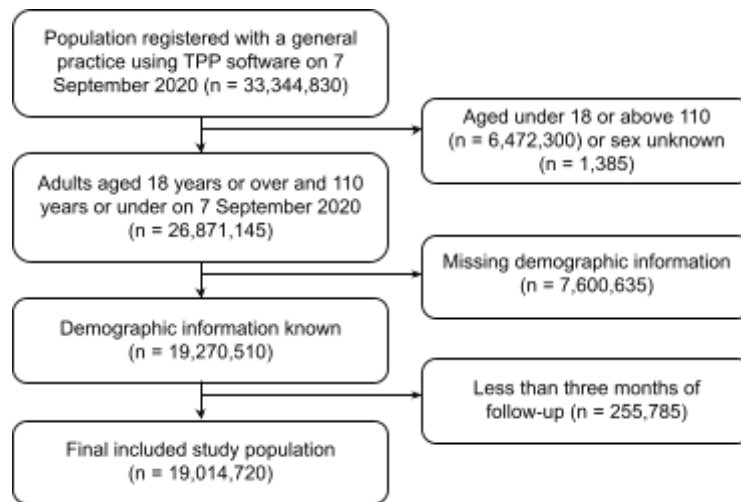 Population registered with a general
practice using TPP software on 7
September 2020 (n = 33,344,830)
Aged under 18 or above 110
(n = 6,472,300) or sex unknown
(n = 1,385)
Adults aged 18 years or over and 110
years or under on 7 September 2020
(n = 26,871,145)
Missing demographic information
(n = 7,600,635)
Demographic information known
(n = 19,270,510)
Less than three months of
follow-up (n = 255,785)
Final included study population
(n = 19,014,720)